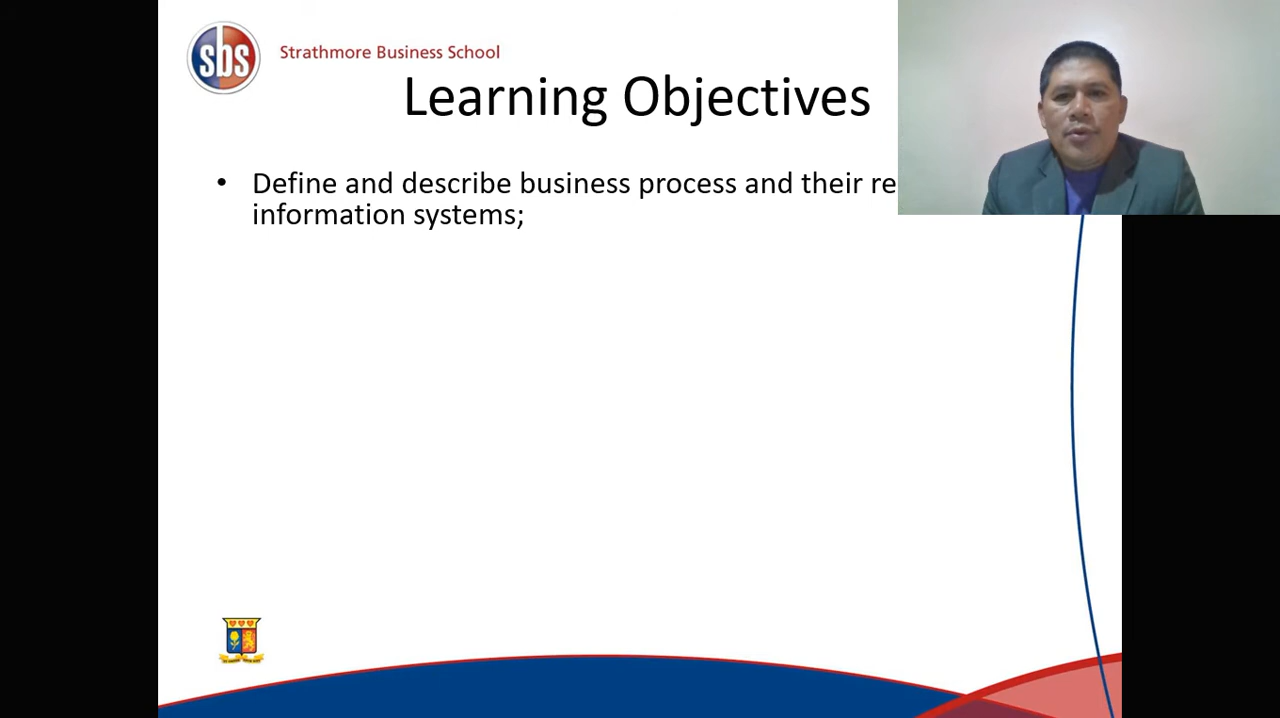 sbs
Strathmore Business School
Learning Objectives
• Define and describe business process and their re
information systems;